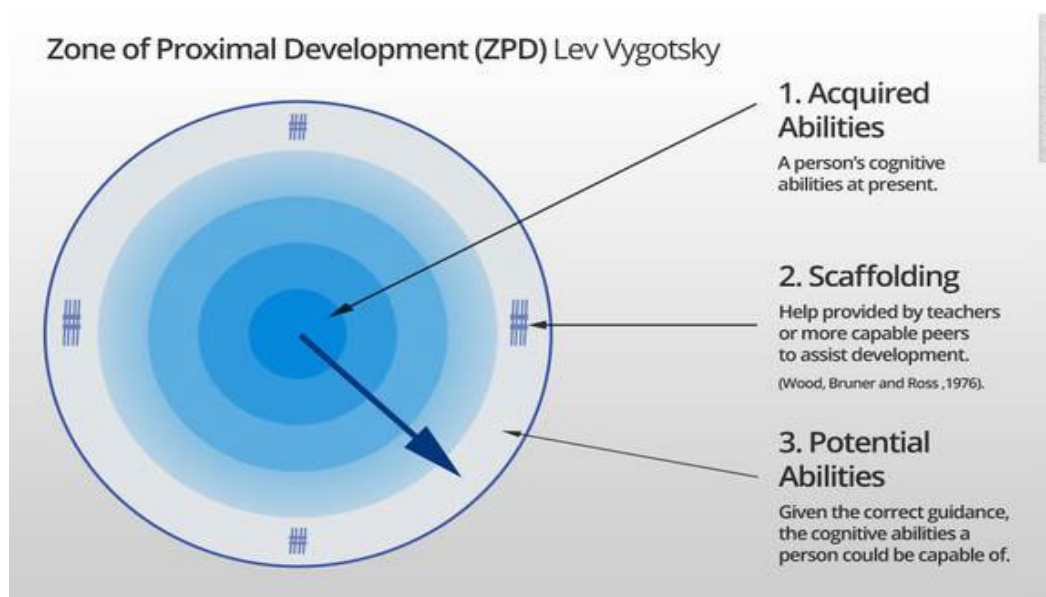 Zone of Proximal Development (ZPD) Lev Vygotsky
1. Acquired
Abilities
A person's cognitive
abilities at present.
2. Scaffolding
Help provided by teachers
or more capable peers
to assist development.
(Wood, Bruner and Ross ,1976).
3. Potential
Abilities
Given the correct guidance,
the cognitive abilities a
person could be capable of.